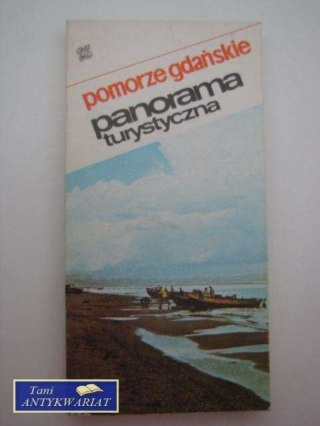 pomorze gdańskie
panorama
turystyczna
Tani
ANTYKWARIAT